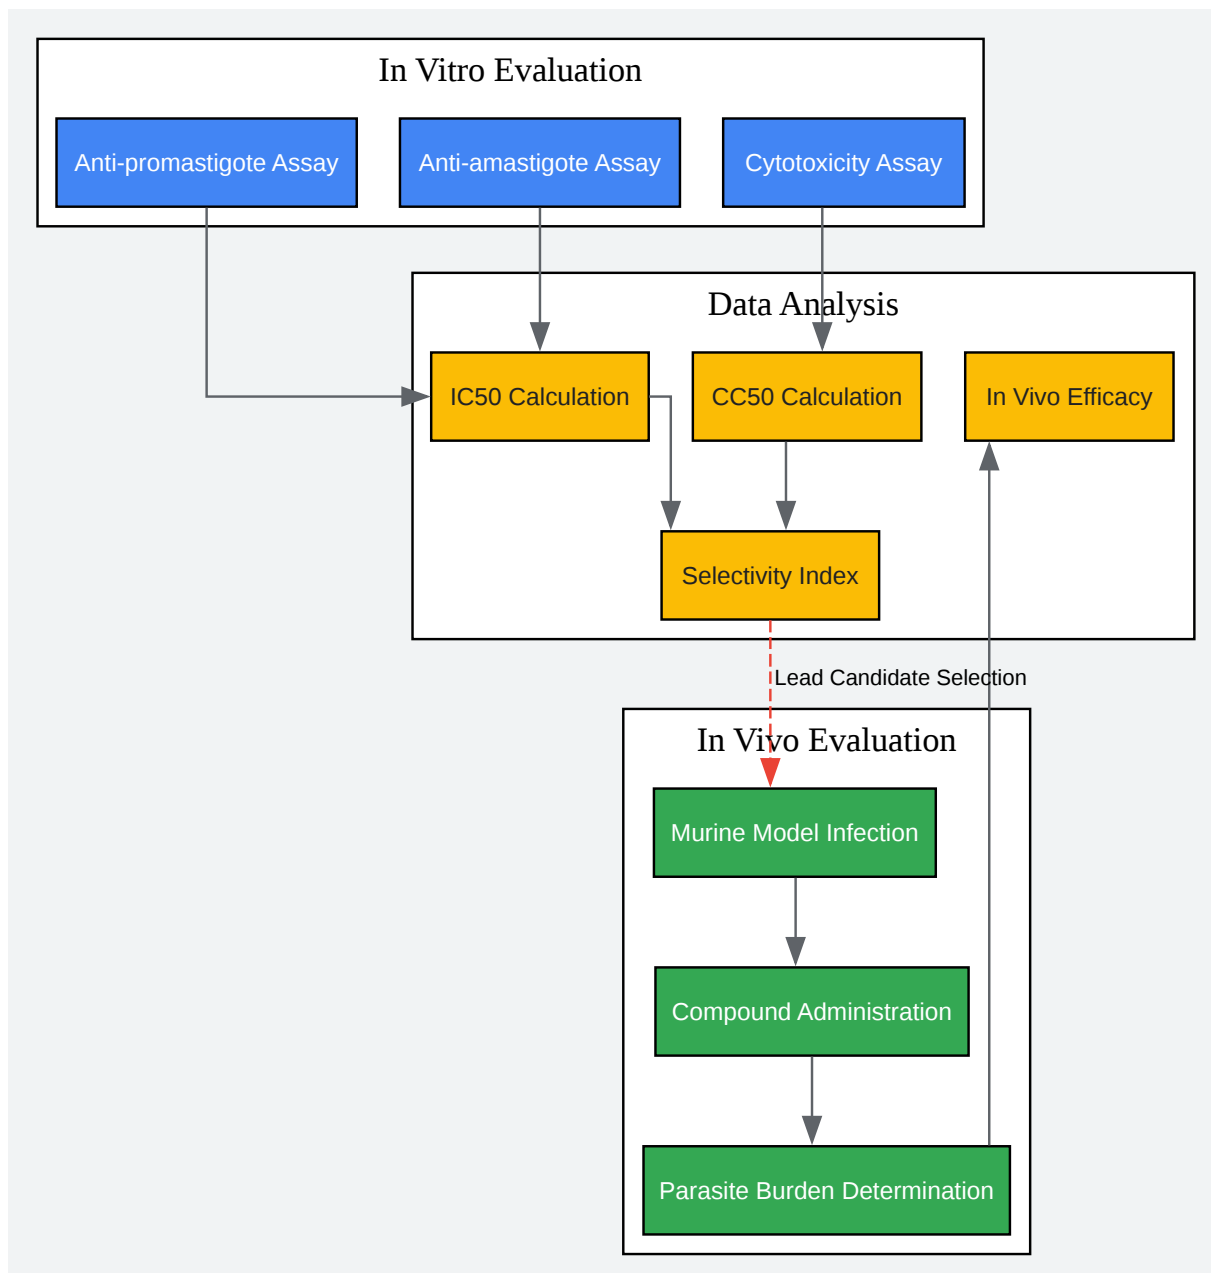 In Vitro Evaluation
Anti-promastigote Assay
Anti-amastigote Assay
Cytotoxicity Assay
Data Analysis
IC50 Calculation
CC50 Calculation
In Vivo Efficacy
Selectivity Index
Lead Candidate Selection
In Vivo Evaluation
Murine Model Infection
Compound Administration
Parasite Burden Determination